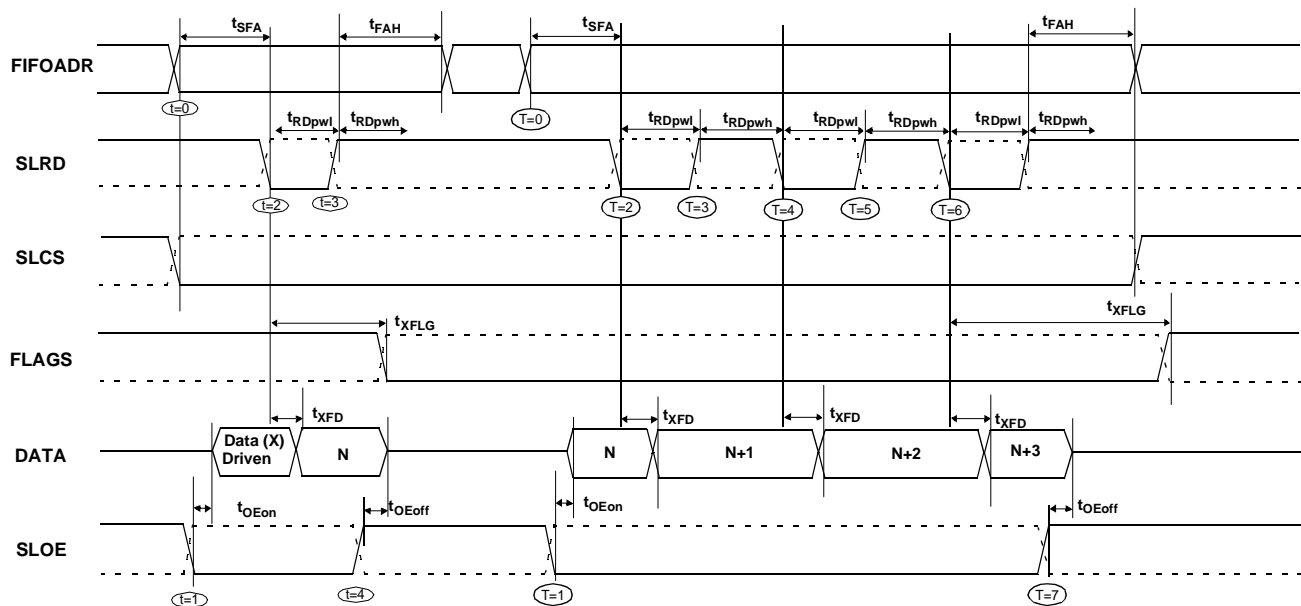 tSFA tFAH tSFA tFAH
FIFOADR
t=0 T=0
tRDpwl tRDpwh tRDpwl tRDpwh tRDpwl tRDpwh tRDpwl tRDpwh
SLRD
t=2 t=3 T=2 T=3 T=4 T=5 T=6
SLCS
tXFLG tXFLG
FLAGS
tXFD tXFD tXFD tXFD
DATA
Data (X)
Driven
N N N+1 N+2 N+3
tOEon tOEoff tOEon tOEoff
SLOE
t=1 t=4 T=1 T=7